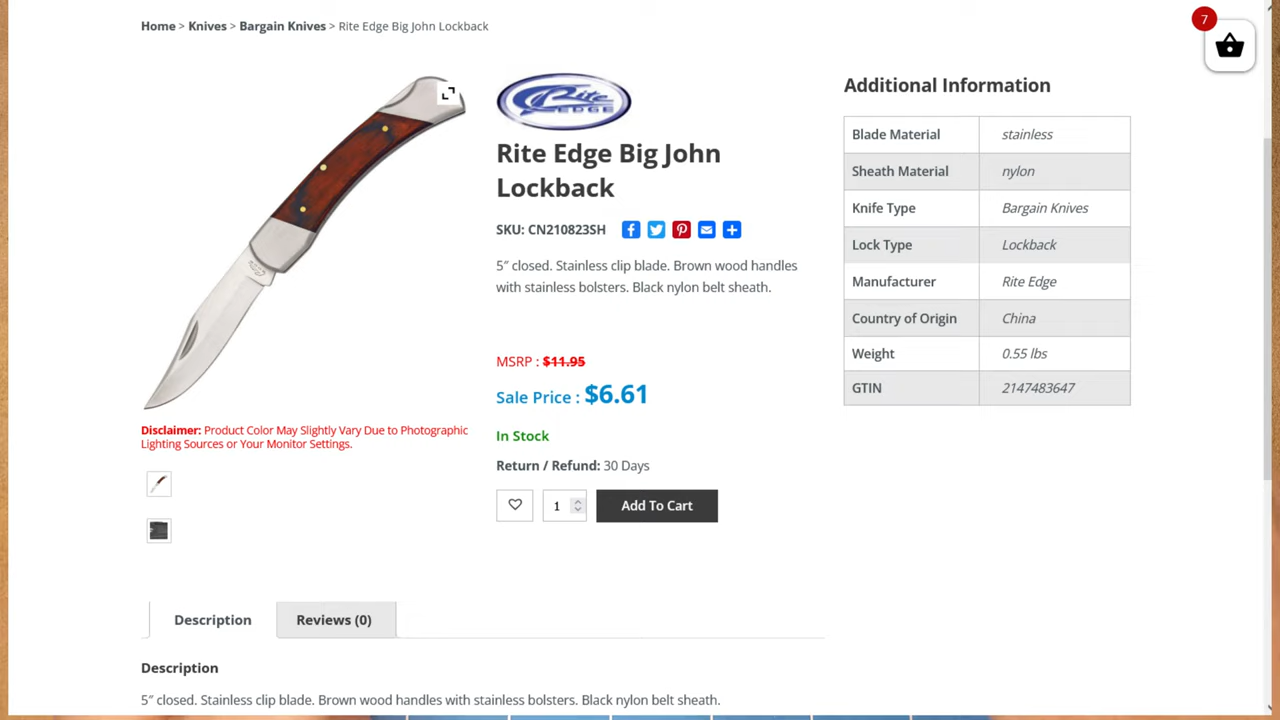 Home > Knives > Bargain Knives > Rite Edge Big John Lockback
7
Rite
EDGE
Rite Edge Big John
Lockback
SKU: CN210823SH
5″ closed. Stainless clip blade. Brown wood handles
with stainless bolsters. Black nylon belt sheath.
MSRP : $11.95
Sale Price : $6.61
In Stock
Return / Refund: 30 Days
1
Add To Cart
Disclaimer: Product Color May Slightly Vary Due to Photographic
Lighting Sources or Your Monitor Settings.
Additional Information
Blade Material stainless
Sheath Material nylon
Knife Type Bargain Knives
Lock Type Lockback
Manufacturer Rite Edge
Country of Origin China
Weight 0.55 lbs
GTIN 2147483647
Description Reviews (0)
Description
5″ closed. Stainless clip blade. Brown wood handles with stainless bolsters. Black nylon belt sheath.